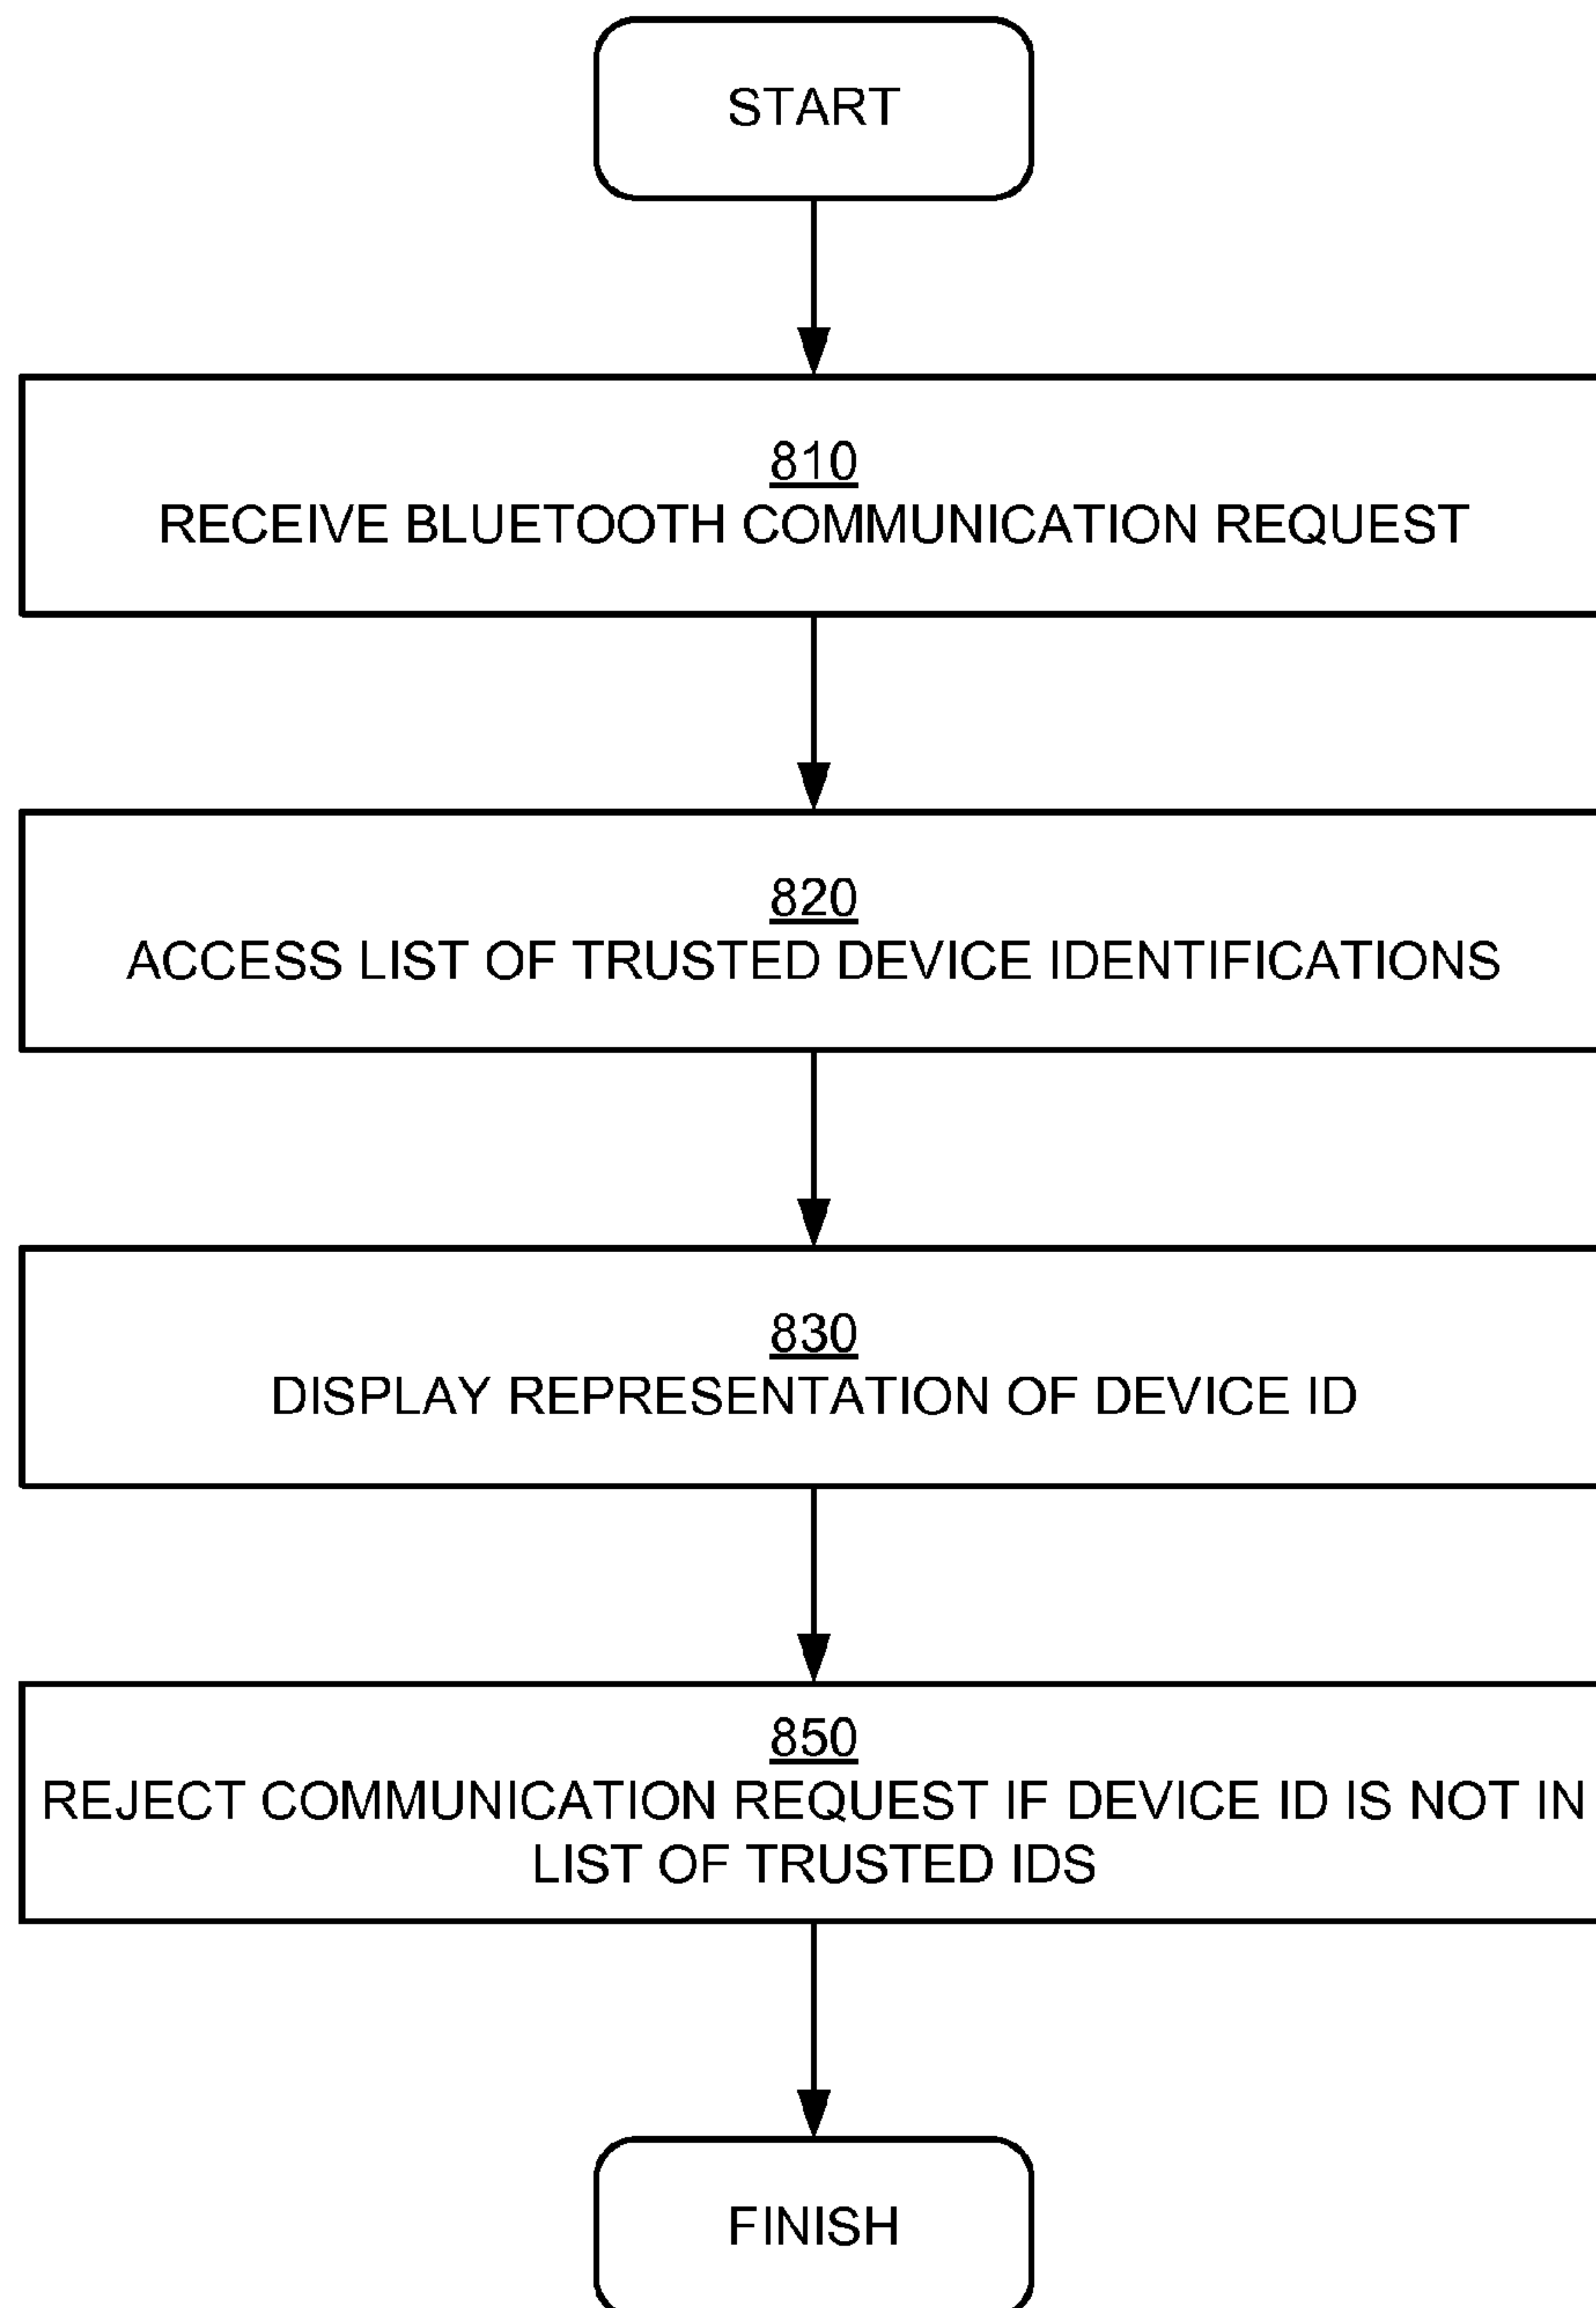 START
810
RECEIVE BLUETOOTH COMMUNICATION REQUEST
820
ACCESS LIST OF TRUSTED DEVICE IDENTIFICATIONS
830
DISPLAY REPRESENTATION OF DEVICE ID
850
REJECT COMMUNICATION REQUEST IF DEVICE ID IS NOT IN
LIST OF TRUSTED IDS
FINISH